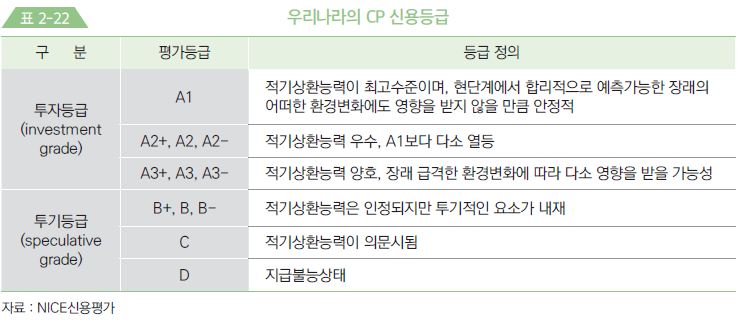 표 2-22
우리나라의 CP 신용등급
구 분 평가등급 등급 정의
투자등급
(investment
grade)
A1
적기상환능력이 최고수준이며, 현단계에서 합리적으로 예측가능한 장래의
어떠한 환경변화에도 영향을 받지 않을 만큼 안정적
A2+, A2, A2- 적기상환능력 우수, A1보다 다소 열등
A3+, A3, A3- 적기상환능력 양호, 장래 급격한 환경변화에 따라 다소 영향을 받을 가능성
투기등급
(speculative
grade)
B+, B, B- 적기상환능력은 인정되지만 투기적인 요소가 내재
C 적기상환능력이 의문시됨
D 지급불능상태
자료 : NICE신용평가